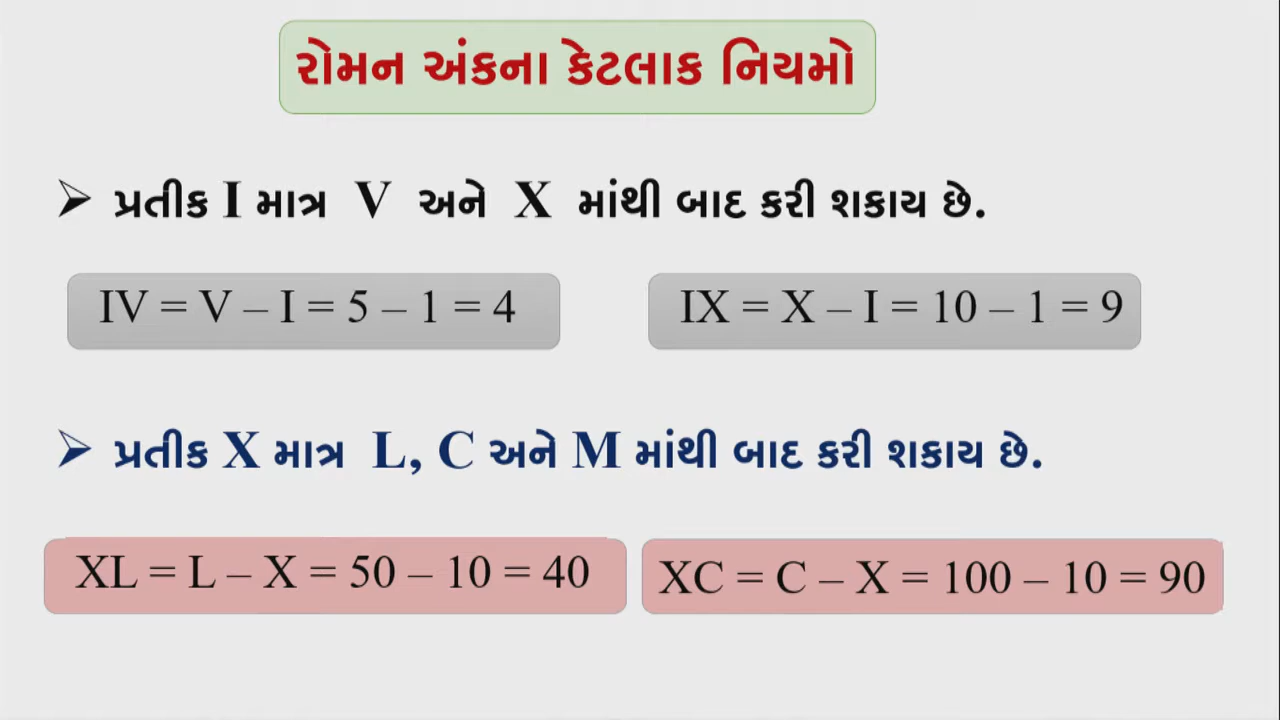 રોમન અંકના કેટલાક નિયમો
➢ પ્રતીક I માત્ર V અને X માંથી બાદ કરી શકાય છે.
IV = V – I = 5 – 1 = 4
IX = X – I = 10 – 1 = 9
➢ પ્રતીક X માત્ર L, C અને M માંથી બાદ કરી શકાય છે.
XL = L – X = 50 – 10 = 40
XC = C – X = 100 – 10 = 90